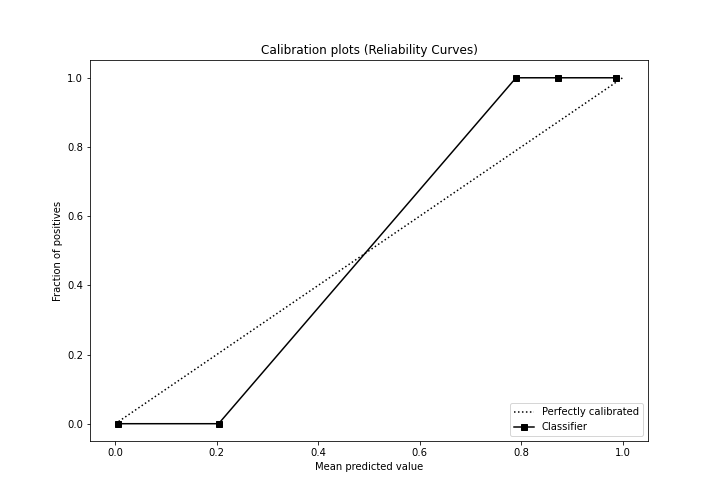 Calibration plots (Reliability Curves)
1.0
0.8
0.6
0.4
0.2
0.0
Fraction of positives
0.0 0.2 0.4 0.6 0.8 1.0
Mean predicted value
Perfectly calibrated
Classifier